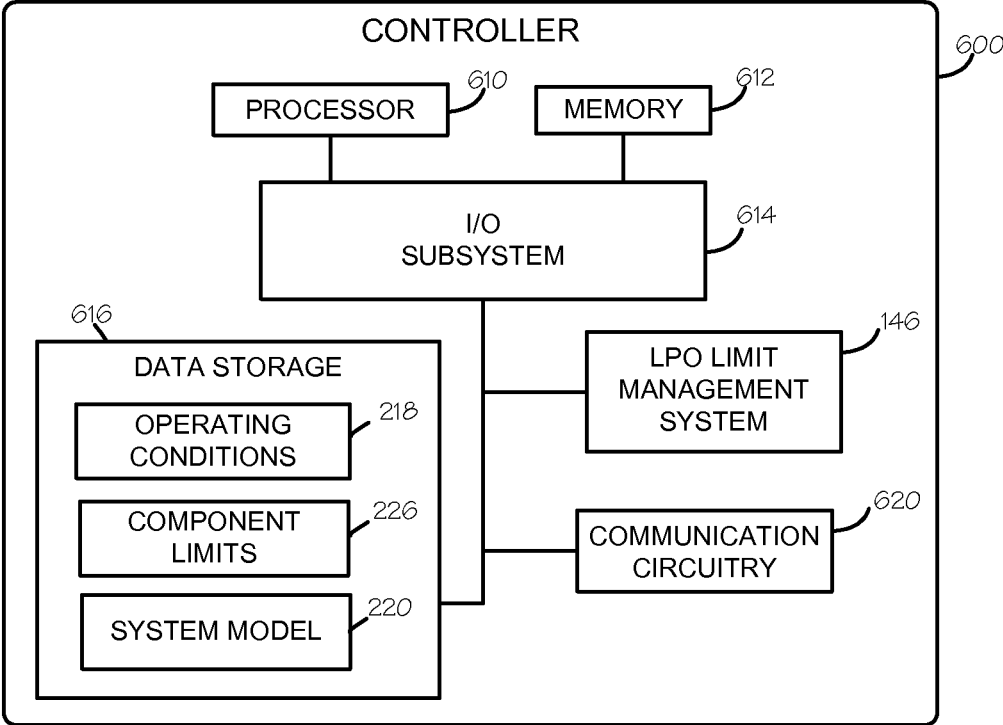 CONTROLLER
600
PROCESSOR
610
MEMORY
612
I/O
SUBSYSTEM
614
616
DATA STORAGE
OPERATING
CONDITIONS
218
COMPONENT
LIMITS
226
SYSTEM MODEL
220
LPO LIMIT
MANAGEMENT
SYSTEM
146
COMMUNICATION
CIRCUITRY
620